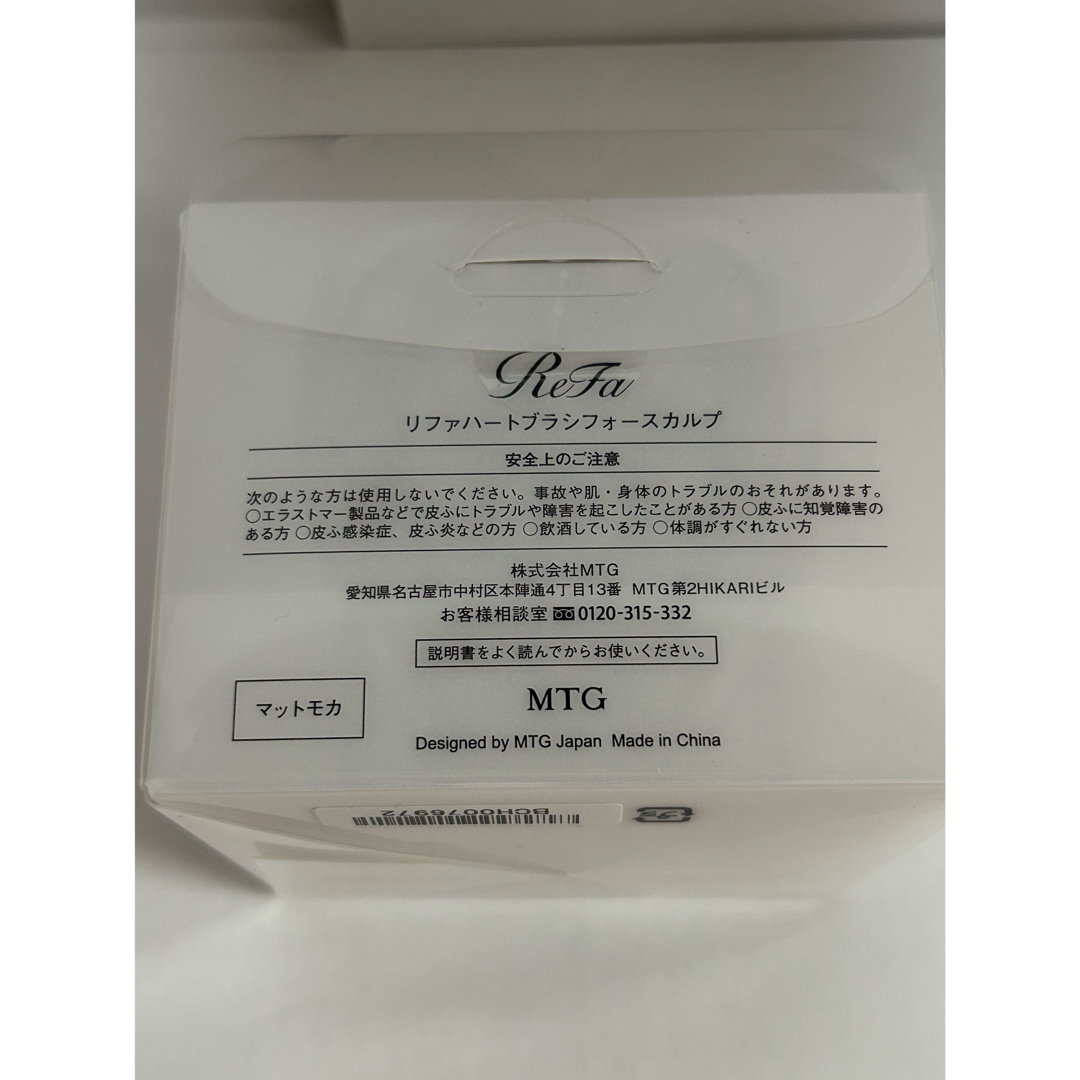 ReFa
リファハートブラシフォースカルプ
安全上のご注意
次のような方は使用しないでください。事故や肌・身体のトラブルのおそれがあります。
○エラストマー製品などで皮ふにトラブルや障害を起こしたことがある方 ○皮ふに知覚障害の
ある方 ○皮ふ感染症、皮ふ炎などの方 ○飲酒している方 ○体調がすぐれない方
株式会社MTG
愛知県名古屋市中村区本陣通4丁目13番 MTG第2HIKARIビル
お客様相談室 0120-315-332
説明書をよく読んでからお使いください。
マットモカ
MTG
Designed by MTG Japan Made in China
BCH0076972
プラ